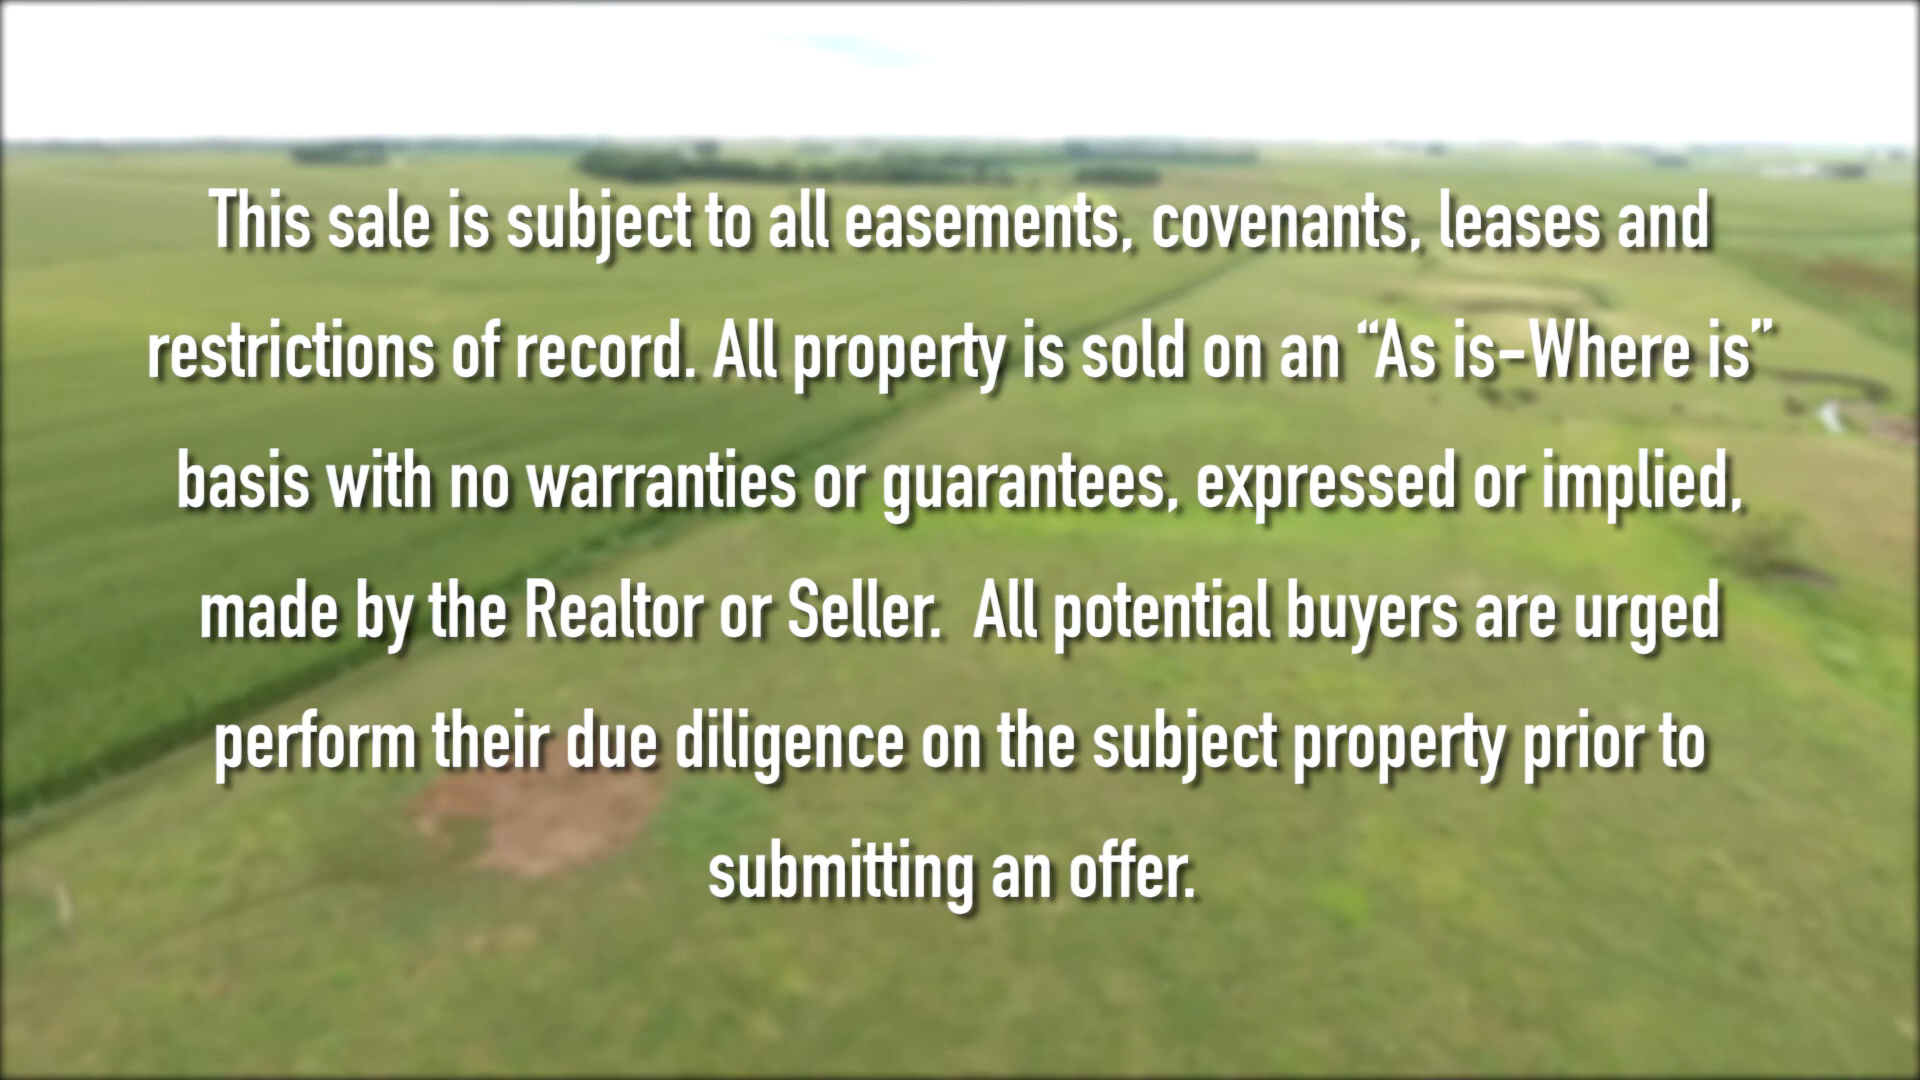 This sale is subject to all easements, covenants, leases and
restrictions of record. All property is sold on an “As is-Where is”
basis with no warranties or guarantees, expressed or implied,
made by the Realtor or Seller.  All potential buyers are urged
perform their due diligence on the subject property prior to
submitting an offer.